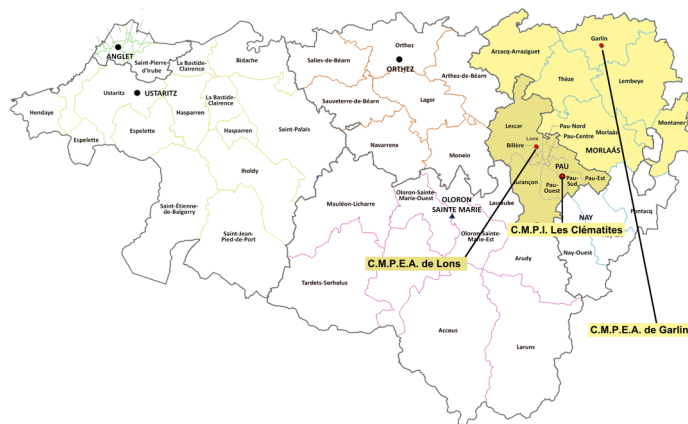 ANGLET
Saint-Pierre-
d'Irube
La Bastide-
Clairence
Bidache
Ustaritz
USTARITZ
La Bastide-
Clairence
Hendaye
Hasparren
Espelette
Espelette
Hasparren
Saint-Palais
Iholdy
Saint-Étienne-
de-Baïgorry
Saint-Jean-
Pied-de-Port
Orthez
ORTHEZ
Salies-de-Béarn
Arthez-de-Béarn
Sauveterre-de-Béarn
Lagor
Navarrenx
Monein
Mauléon-Licharre
Oloron-Sainte-
Marie-Ouest
OLORON
SAINTE MARIE
Oloron-Sainte-
Marie-Est
Tardets-Sorholus
Accous
Arudy
Laruns
Lasseube
Arzacq-Arraziguet
Garlin
Thèze
Lembeye
Montaner
Lescar
Lons
Pau-Nord
Pau-Centre
Morlaàs
MORLAÁS
Billère
PAU
Pau-
Sud
Pau-Est
Pau-
Ouest
Jurançon
NAY
Nay-Ouest
Pontacq
C.M.P.I. Les Clématites
C.M.P.E.A. de Lons
C.M.P.E.A. de Garlin